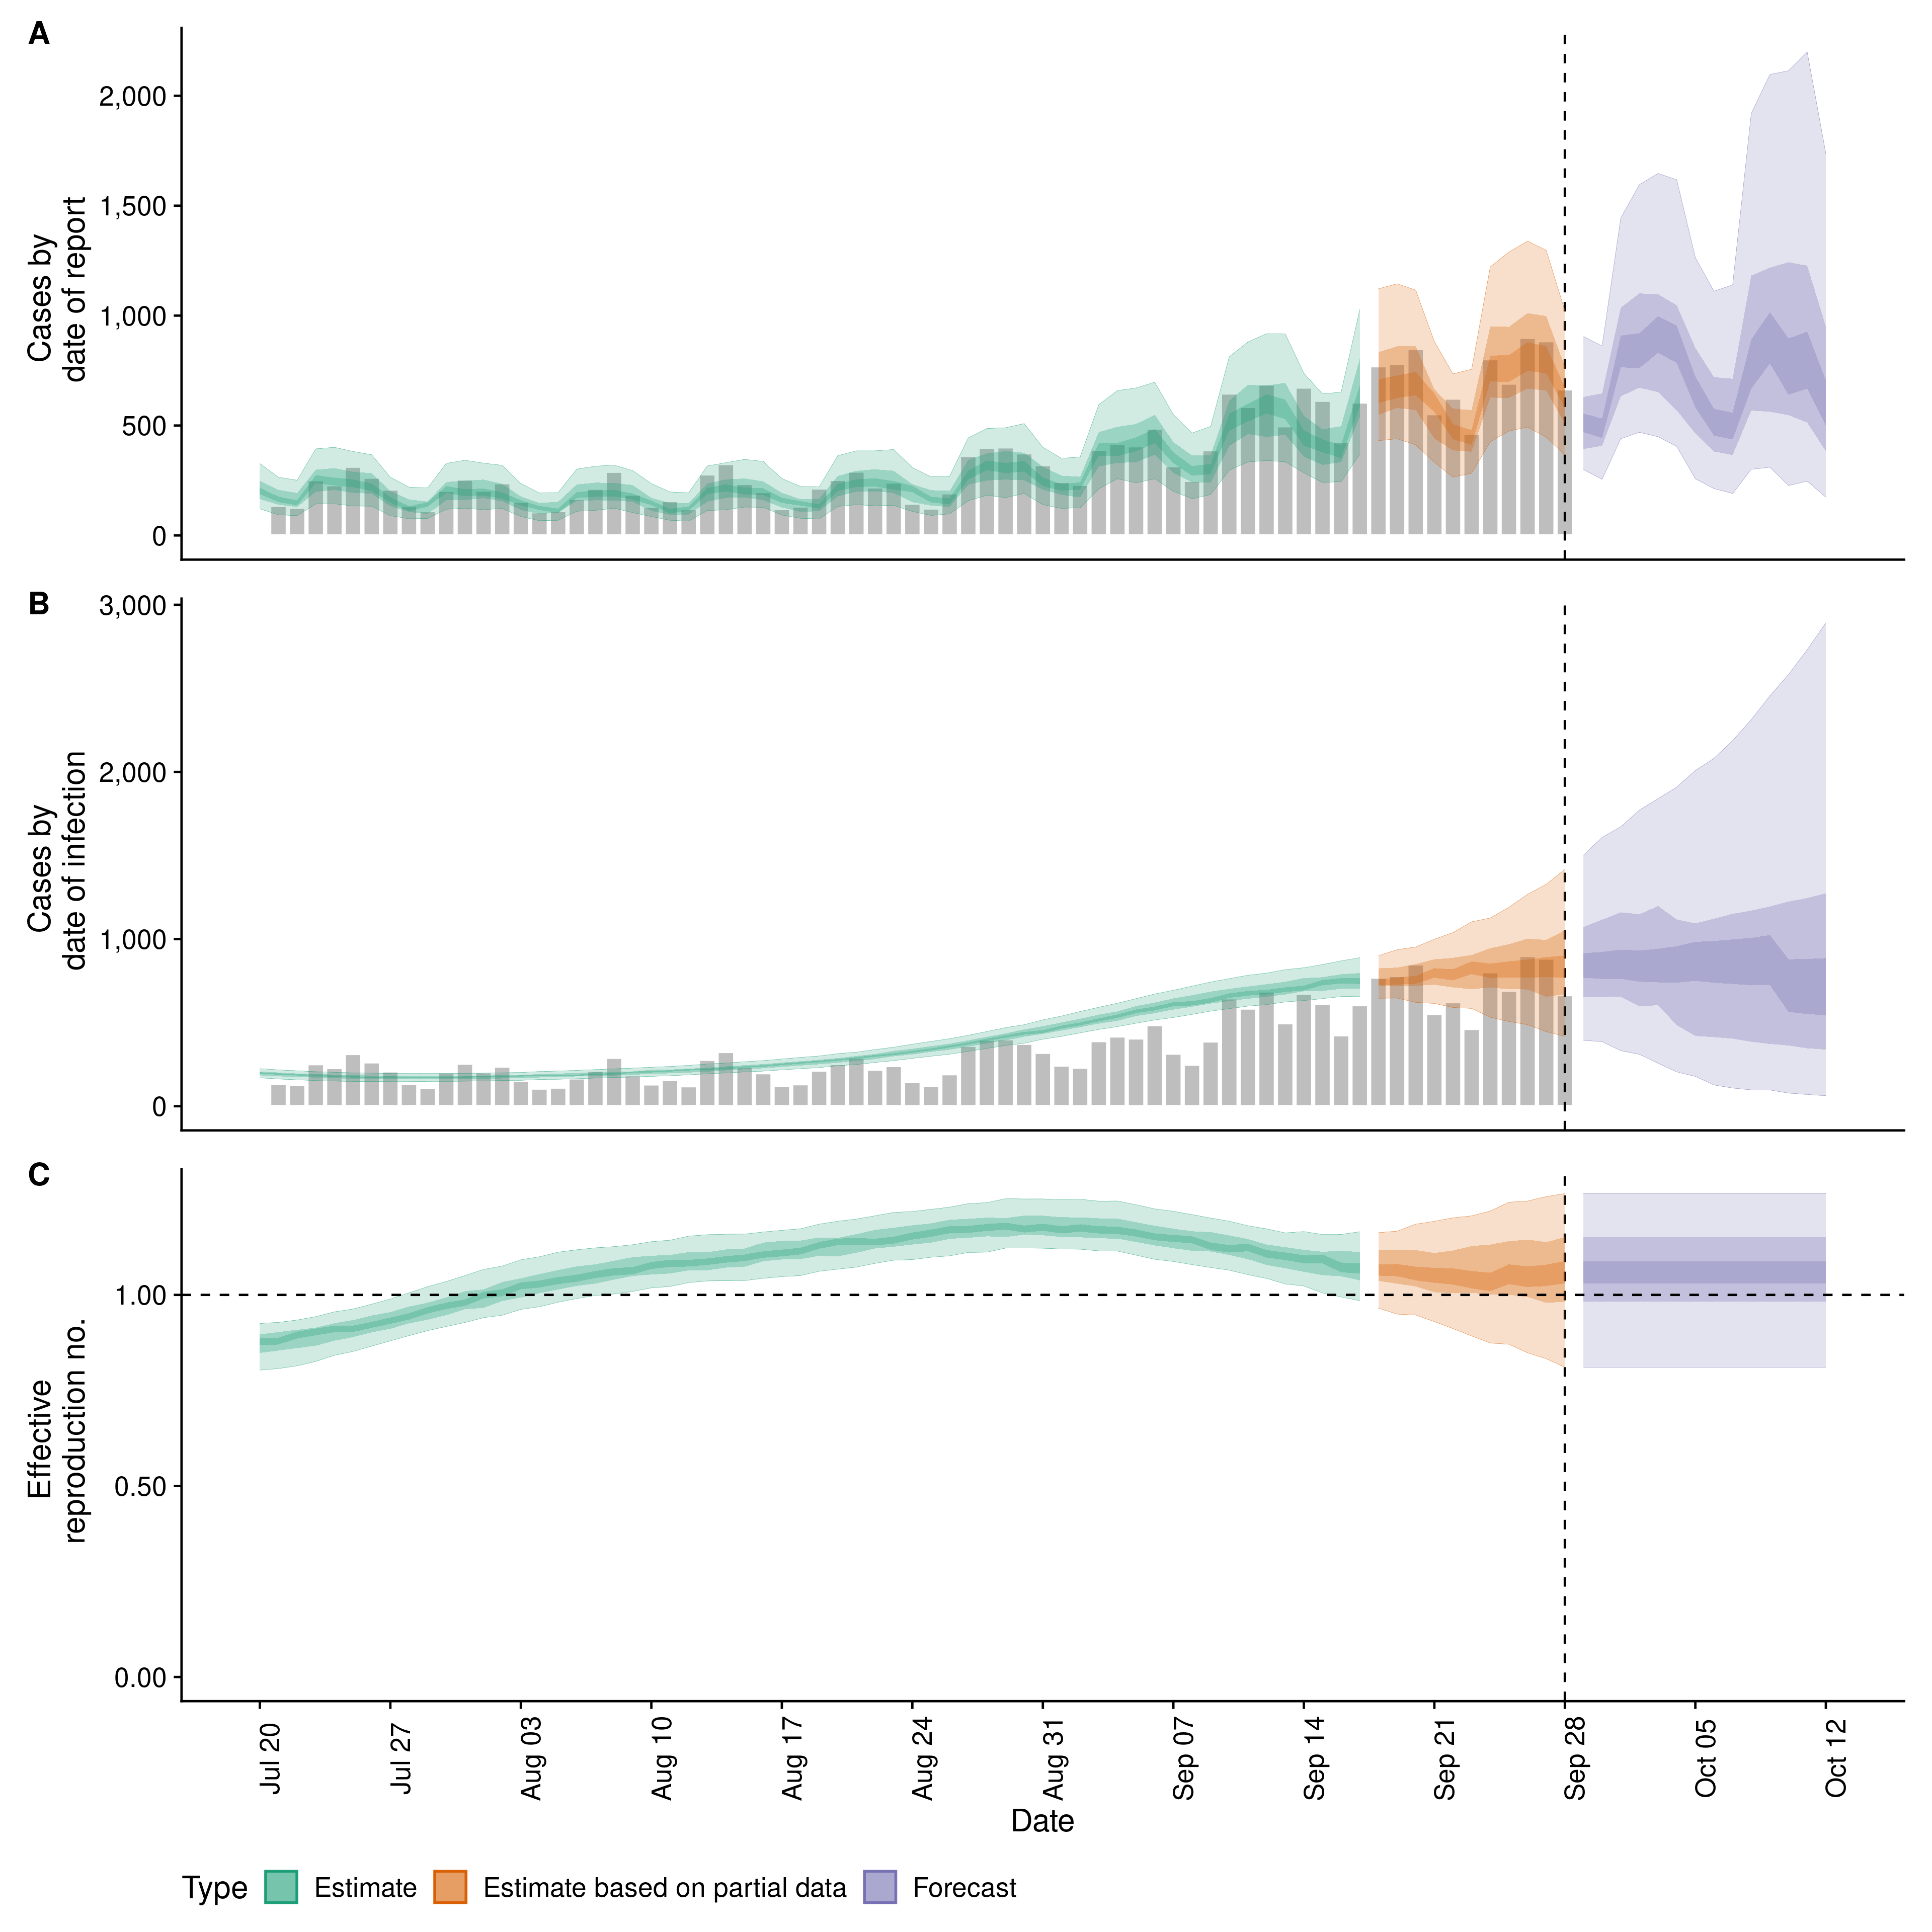 A
Cases by
date of report
2,000
1,500
1,000
500
0
B
Cases by
date of infection
3,000
2,000
1,000
0
C
Effective
reproduction no.
1.00
0.50
0.00
Jul 20
Jul 27
Aug 03
Aug 10
Aug 17
Aug 24
Aug 31
Sep 07
Sep 14
Sep 21
Sep 28
Oct 05
Oct 12
Date
Type Estimate Estimate based on partial data Forecast